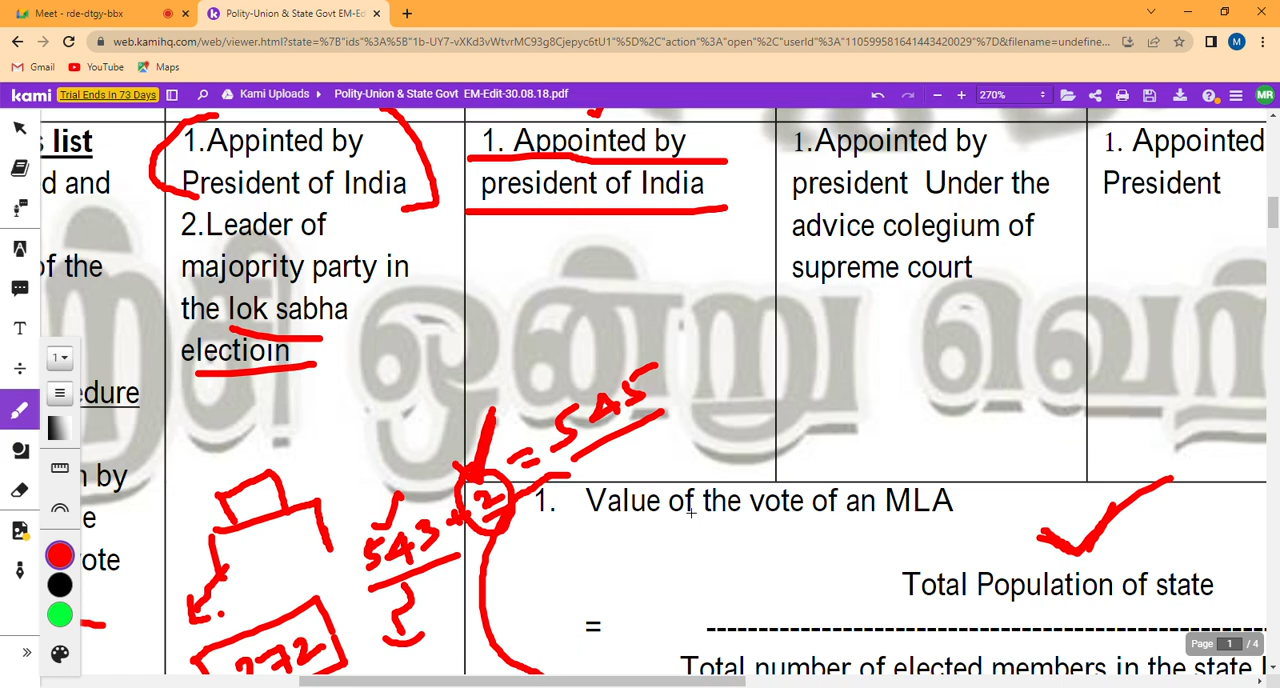 Meet - rde-dtgy-bbx
Polity-Union & State Govt EM-Ed
web.kamihq.com/web/viewer.html?state=%7B"ids"%3A%5B"1b-UY7-vXKd3vWtvrMC93g8Cjepyc6tU1"%5D%2C"action"%3A"open"%2C"userId"%3A"110599581641443420029"%7D&filename=undefine...
M
Gmail
YouTube
Maps
kami
Trial Ends In 73 Days
Kami Uploads
Polity-Union & State Govt EM-Edit-30.08.18.pdf
270%
MR
s list
d and
of the
edure
n by
e
ote
1.Appinted by
President of India
2.Leader of
majoprity party in
the lok sabha
electioın
1. Appointed by
president of India
1.Appointed by
president Under the
advice colegium of
supreme court
1. Appointed
President
543
+ 2 = 545
272
1. Value of the vote of an MLA
Total Population of state
= ---------------------------------------------
Total number of elected members in the state l
1
Page 1 / 4